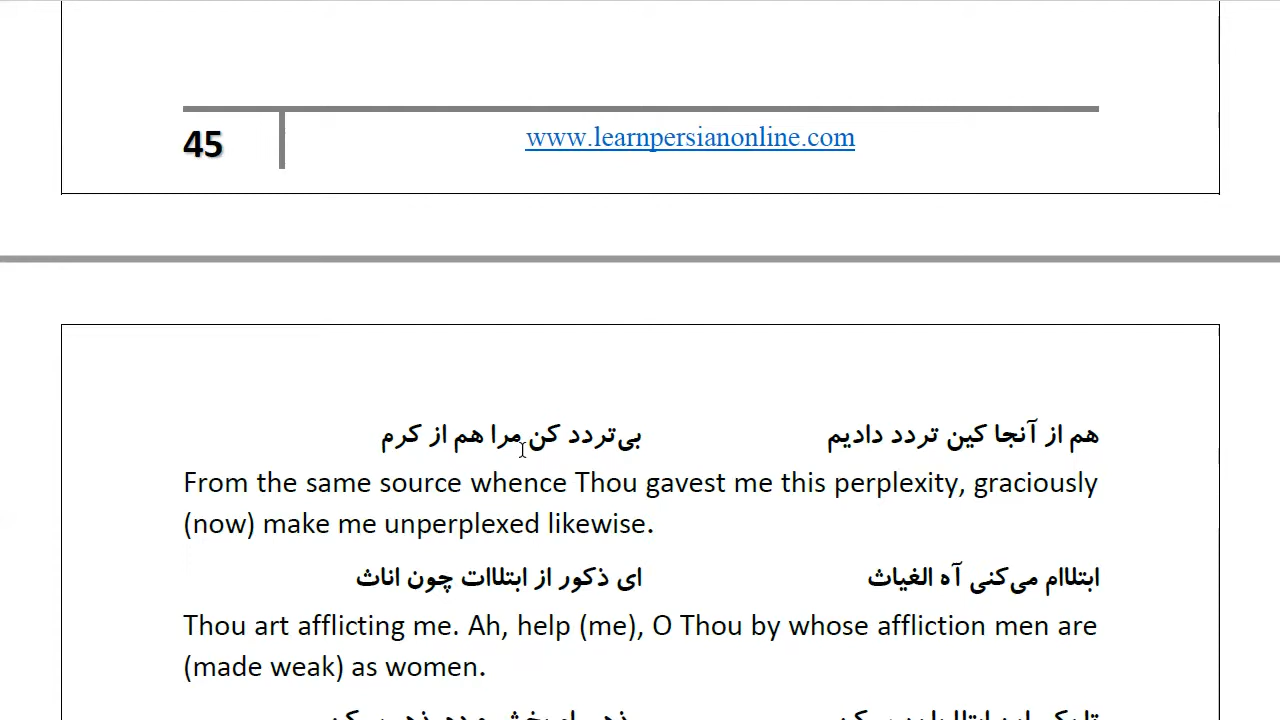 45
www.learnpersianonline.com
هم از آنجا کین تردد دادیم بی‌تردد کن مرا هم از کرم
From the same source whence Thou gavest me this perplexity, graciously
(now) make me unperplexed likewise.
ابتلاام می‌کنی آه الغیاث ای ذکور از ابتلاات چون اناث
Thou art afflicting me. Ah, help (me), O Thou by whose affliction men are
(made weak) as women.